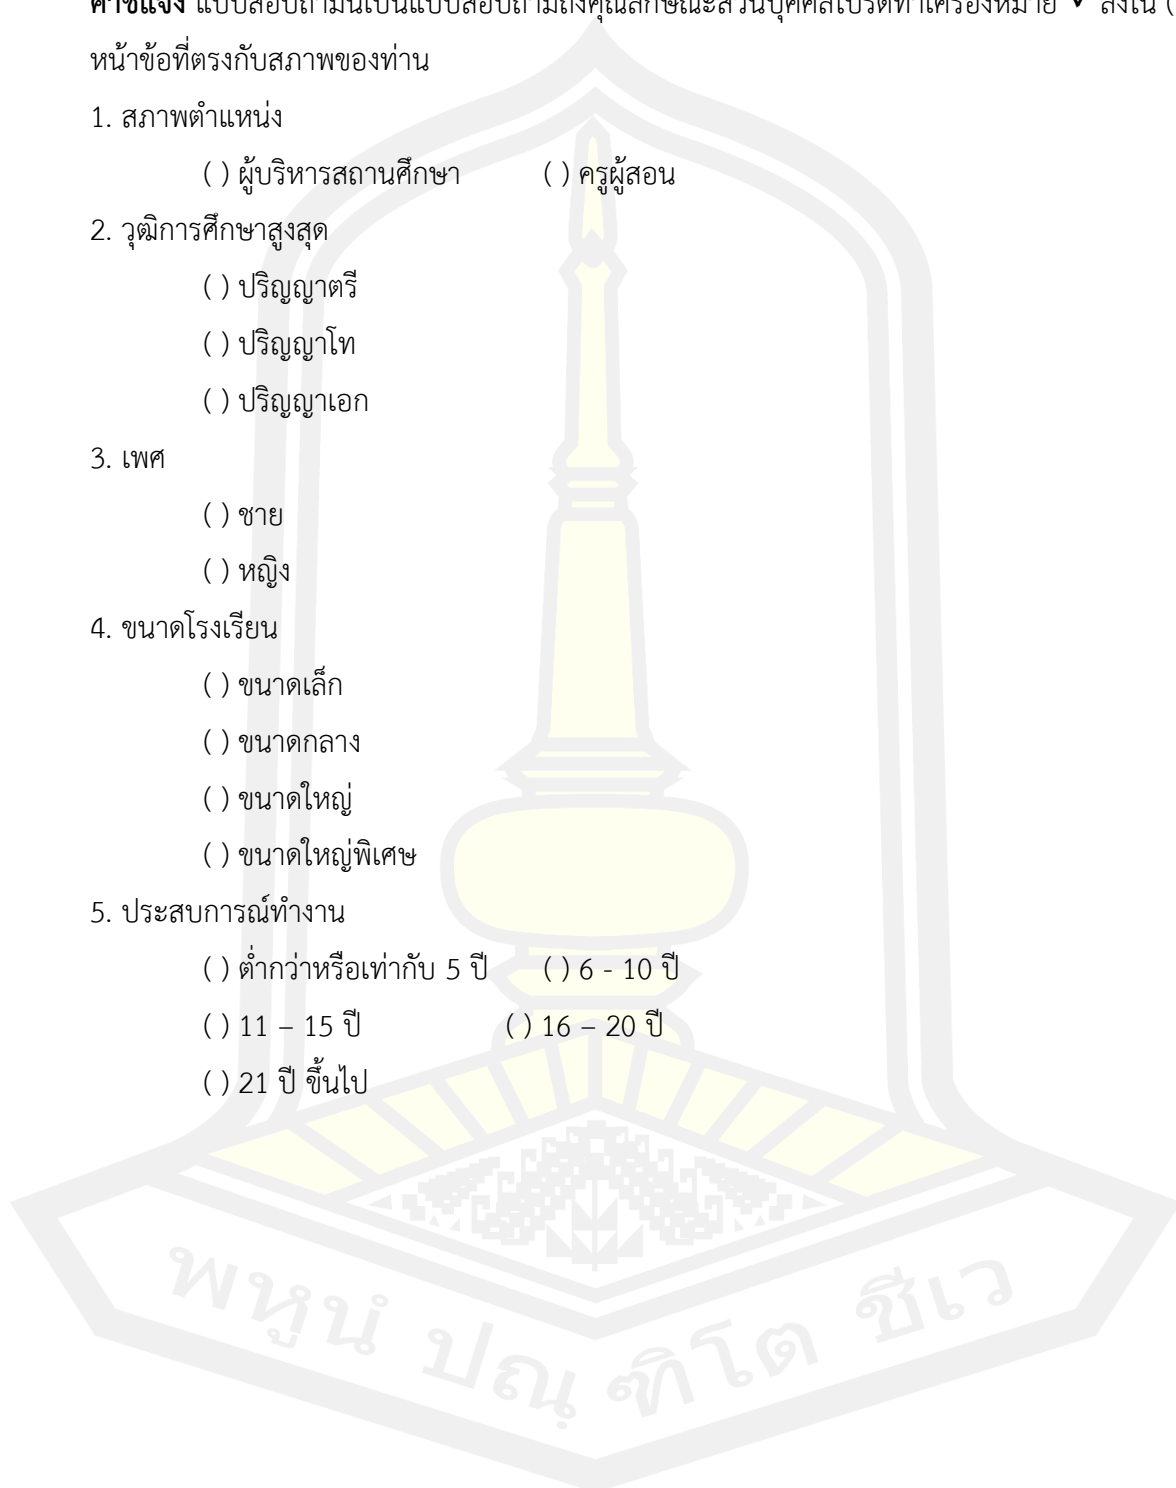 คำชี้แจง แบบสอบถามนี้เป็นแบบสอบถามถึงคุณลักษณะส่วนบุคคลโปรดทำเครื่องหมาย ✓ ลงใน (
หน้าข้อที่ตรงกับสภาพของท่าน
1. สภาพตำแหน่ง
( ) ผู้บริหารสถานศึกษา ( ) ครูผู้สอน
2. วุฒิการศึกษาสูงสุด
( ) ปริญญาตรี
( ) ปริญญาโท
( ) ปริญญาเอก
3. เพศ
( ) ชาย
( ) หญิง
4. ขนาดโรงเรียน
( ) ขนาดเล็ก
( ) ขนาดกลาง
( ) ขนาดใหญ่
( ) ขนาดใหญ่พิเศษ
5. ประสบการณ์ทำงาน
( ) ต่ำกว่าหรือเท่ากับ 5 ปี ( ) 6 - 10 ปี
( ) 11 – 15 ปี ( ) 16 – 20 ปี
( ) 21 ปี ขึ้นไป
พหูนํ ปณฺฑิโต ชีเว